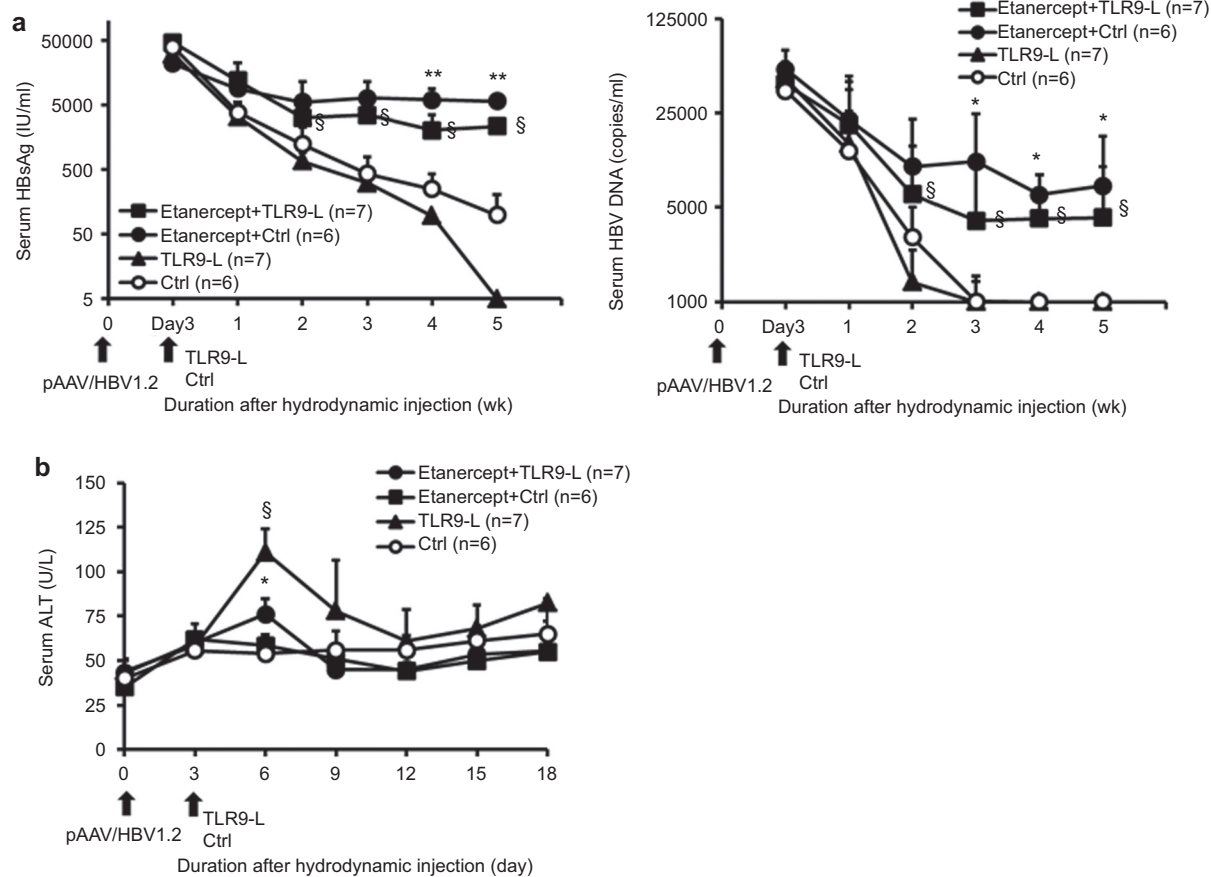 a
Serum HBsAg (IU/ml)
50000
5000
500
50
5
** **
§ § § §
Etanercept+TLR9-L (n=7)
Etanercept+Ctrl (n=6)
TLR9-L (n=7)
Ctrl (n=6)
0 Day3 1 2 3 4 5
pAAV/HBV1.2
TLR9-L
Ctrl
Duration after hydrodynamic injection (wk)
Serum HBV DNA (copies/ml)
125000
25000
5000
1000
Etanercept+TLR9-L (n=7)
Etanercept+Ctrl (n=6)
TLR9-L (n=7)
Ctrl (n=6)
* * *
§ § § §
0 Day3 1 2 3 4 5
pAAV/HBV1.2
TLR9-L
Ctrl
Duration after hydrodynamic injection (wk)
b
Serum ALT (U/L)
150
125
100
75
50
25
0
Etanercept+TLR9-L (n=7)
Etanercept+Ctrl (n=6)
TLR9-L (n=7)
Ctrl (n=6)
§
*
0 3 6 9 12 15 18
pAAV/HBV1.2
TLR9-L
Ctrl
Duration after hydrodynamic injection (day)